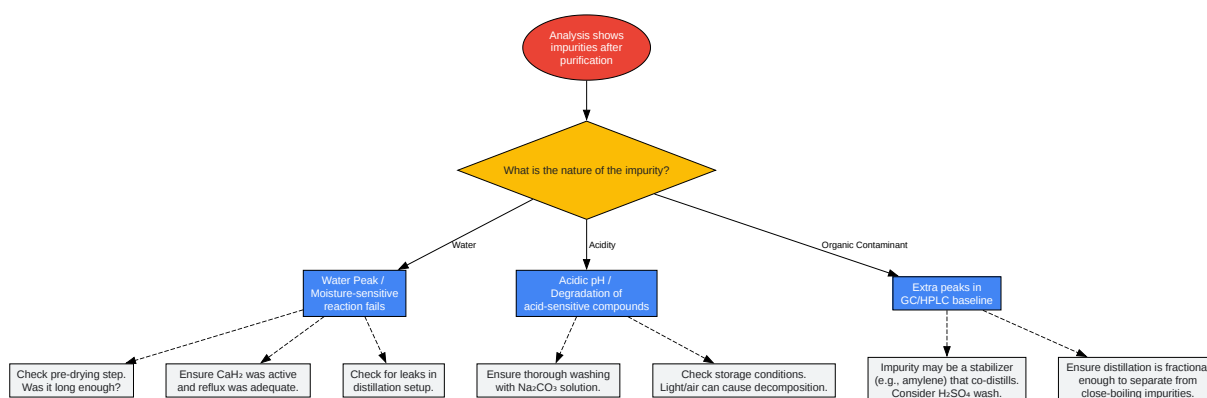 Analysis shows
impurities after
purification
What is the nature of the impurity?
Water
Acidity
Organic Contaminant
Water Peak /
Moisture-sensitive
reaction fails
Acidic pH /
Degradation of
acid-sensitive compounds
Extra peaks in
GC/HPLC baseline
Check pre-drying step.
Was it long enough?
Ensure CaH₂ was active
and reflux was adequate.
Check for leaks in
distillation setup.
Ensure thorough washing
with Na₂CO₃ solution.
Check storage conditions.
Light/air can cause decomposition.
Impurity may be a stabilizer
(e.g., amylene) that co-distills.
Consider H₂SO₄ wash.
Ensure distillation is fractional
enough to separate from
close-boiling impurities.